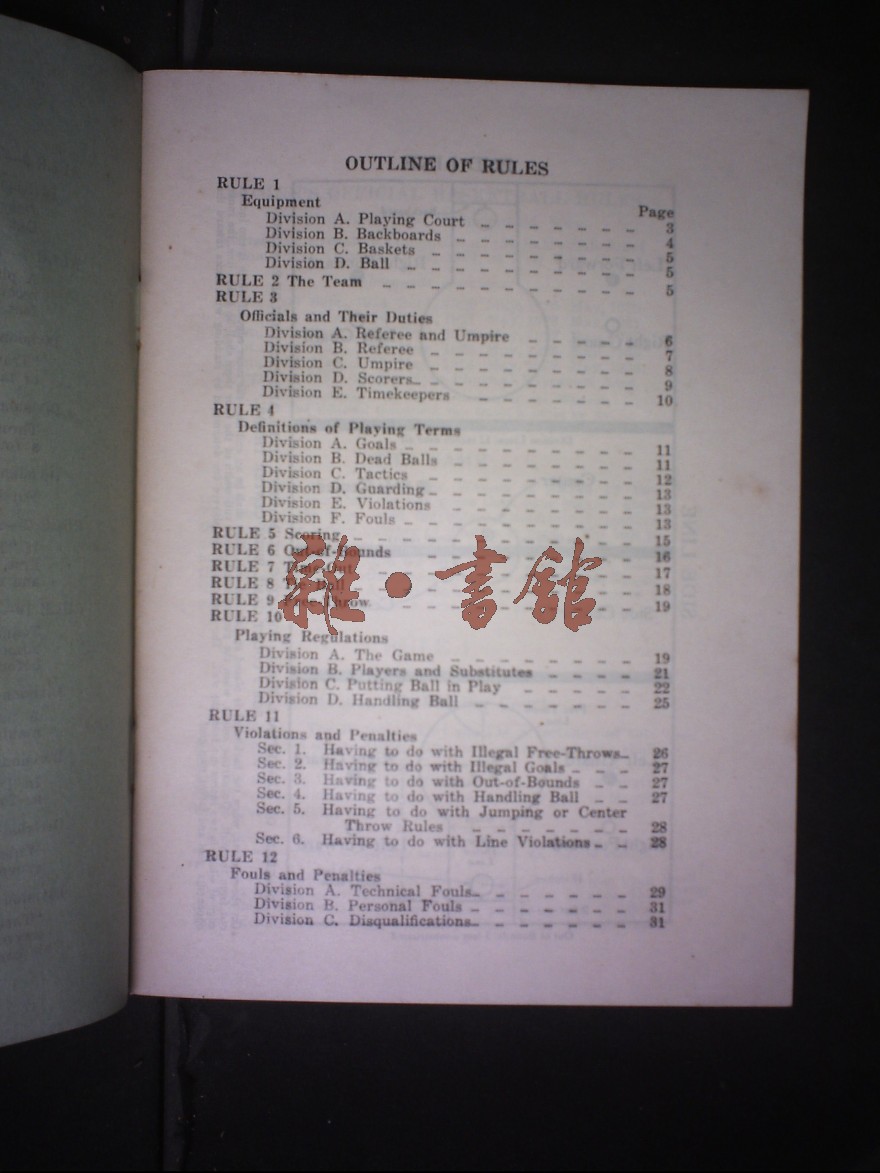 OUTLINE OF RULES
RULE 1
Equipment
Page
Division A. Playing Court 3
Division B. Backboards 4
Division C. Baskets 5
Division D. Ball 5
RULE 2 The Team 5
RULE 3
Officials and Their Duties
Division A. Referee and Umpire 6
Division B. Referee 7
Division C. Umpire 8
Division D. Scorers 9
Division E. Timekeepers 10
RULE 4
Definitions of Playing Terms
Division A. Goals 11
Division B. Dead Balls 11
Division C. Tactics 12
Division D. Guarding 13
Division E. Violations 13
Division F. Fouls 13
RULE 5 Scoring 15
RULE 6 Out-of-Bounds 16
RULE 7 17
RULE 8 18
RULE 9 Free-Throw 19
RULE 10
雜·書館
Playing Regulations
Division A. The Game 19
Division B. Players and Substitutes 21
Division C. Putting Ball in Play 22
Division D. Handling Ball 25
RULE 11
Violations and Penalties
Sec. 1. Having to do with Illegal Free-Throws 26
Sec. 2. Having to do with Illegal Goals 27
Sec. 3. Having to do with Out-of-Bounds 27
Sec. 4. Having to do with Handling Ball 27
Sec. 5. Having to do with Jumping or Center
Throw Rules 28
Sec. 6. Having to do with Line Violations 28
RULE 12
Fouls and Penalties
Division A. Technical Fouls 29
Division B. Personal Fouls 31
Division C. Disqualifications 31